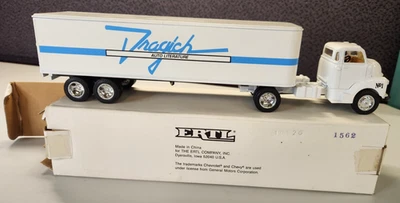 Dragich
AUTO LITERATURE
ERTL
Made in China
for THE ERTL COMPANY, INC.
Dyersville, Iowa 52040 U.S.A.
The trademarks Chevrolet® and Chevy® are used
under license from General Motors Corporation.
1562